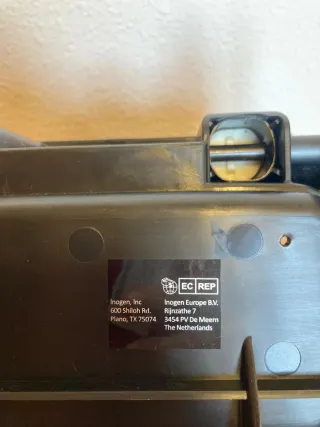 EC REP
Inogen, Inc
600 Shiloh Rd.
Plano, TX 75074
Inogen Europe B.V.
Rijnzathe 7
3454 PV De Meern
The Netherlands